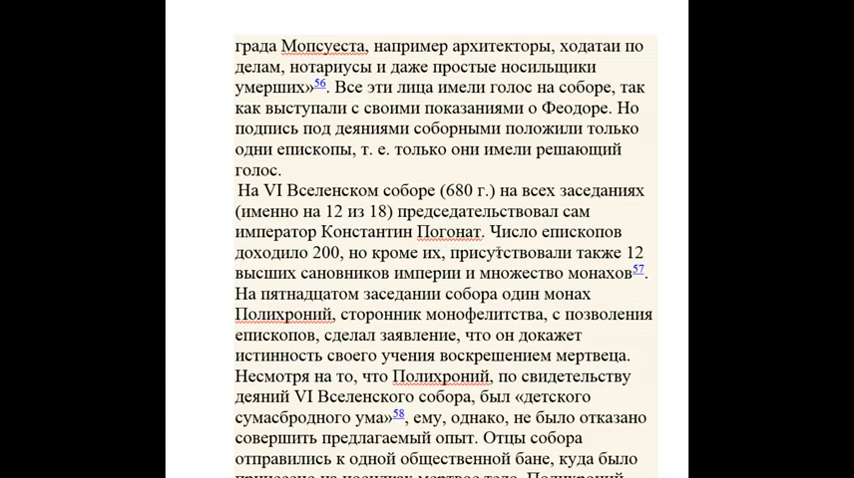 града Мопсуеста, например архитекторы, ходатаи по
делам, нотариусы и даже простые носильщики
умерших»56. Все эти лица имели голос на соборе, так
как выступали с своими показаниями о Феодоре. Но
подпись под деяниями соборными положили только
одни епископы, т. е. только они имели решающий
голос.
На VI Вселенском соборе (680 г.) на всех заседаниях
(именно на 12 из 18) председательствовал сам
император Константин Погонат. Число епископов
доходило 200, но кроме их, присутствовали также 12
высших сановников империи и множество монахов57.
На пятнадцатом заседании собора один монах
Полихроний, сторонник монофелитства, с позволения
епископов, сделал заявление, что он докажет
истинность своего учения воскрешением мертвеца.
Несмотря на то, что Полихроний, по свидетельству
деяний VI Вселенского собора, был «детского
сумасбродного ума»58, ему, однако, не было отказано
совершить предлагаемый опыт. Отцы собора
отправились к одной общественной бане, куда было
принесено на носилках мертвое тело. Полихроний